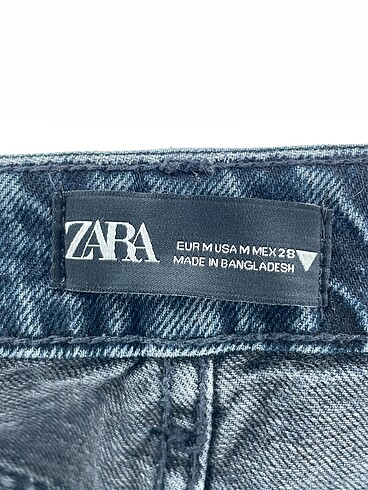 ZARA
EUR M USA M MEX 28
MADE IN BANGLADESH